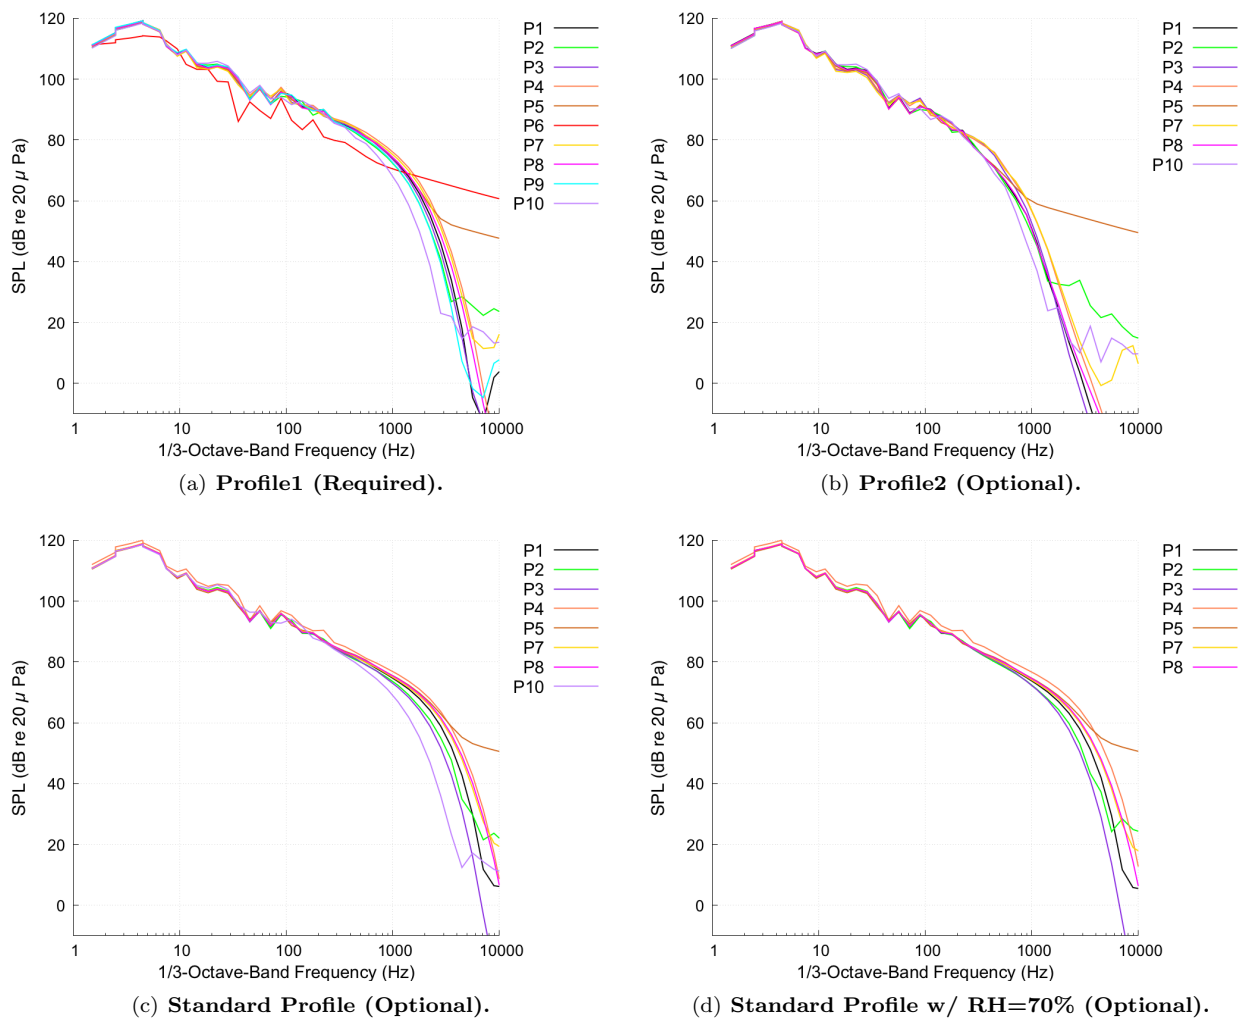 120
100
80
60
40
20
0
SPL (dB re 20 μ Pa)
1
10
100
1000
10000
1/3-Octave-Band Frequency (Hz)
P1
P2
P3
P4
P5
P6
P7
P8
P9
P10
(a) Profile1 (Required).
120
100
80
60
40
20
0
SPL (dB re 20 μ Pa)
1
10
100
1000
10000
1/3-Octave-Band Frequency (Hz)
P1
P2
P3
P4
P5
P7
P8
P10
(b) Profile2 (Optional).
120
100
80
60
40
20
0
SPL (dB re 20 μ Pa)
1
10
100
1000
10000
1/3-Octave-Band Frequency (Hz)
P1
P2
P3
P4
P5
P7
P8
P10
(c) Standard Profile (Optional).
120
100
80
60
40
20
0
SPL (dB re 20 μ Pa)
1
10
100
1000
10000
1/3-Octave-Band Frequency (Hz)
P1
P2
P3
P4
P5
P7
P8
(d) Standard Profile w/ RH=70% (Optional).